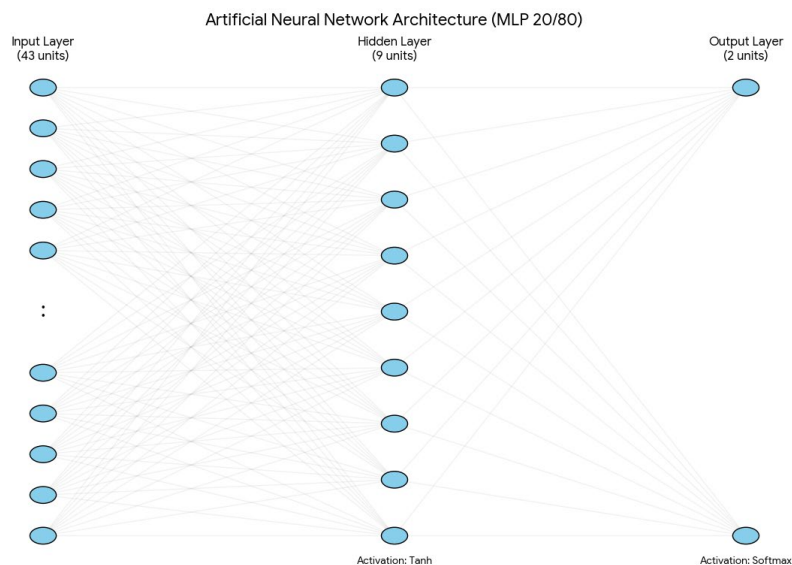 Artificial Neural Network Architecture (MLP 20/80)
Input Layer
(43 units)
Hidden Layer
(9 units)
Output Layer
(2 units)
:
Activation: Tanh
Activation: Softmax